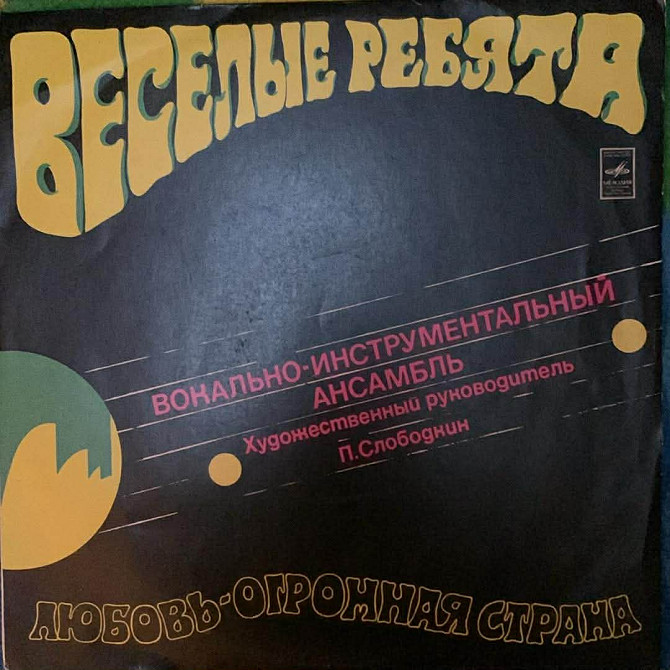 ВЕСЕЛЫЕ РЕБЯТА
ВОКАЛЬНО-ИНСТРУМЕНТАЛЬНЫЙ
АНСАМБЛЬ
Художественный руководитель
П.Слободкин
ЛЮБОВЬ-ОГРОМНАЯ СТРАНА